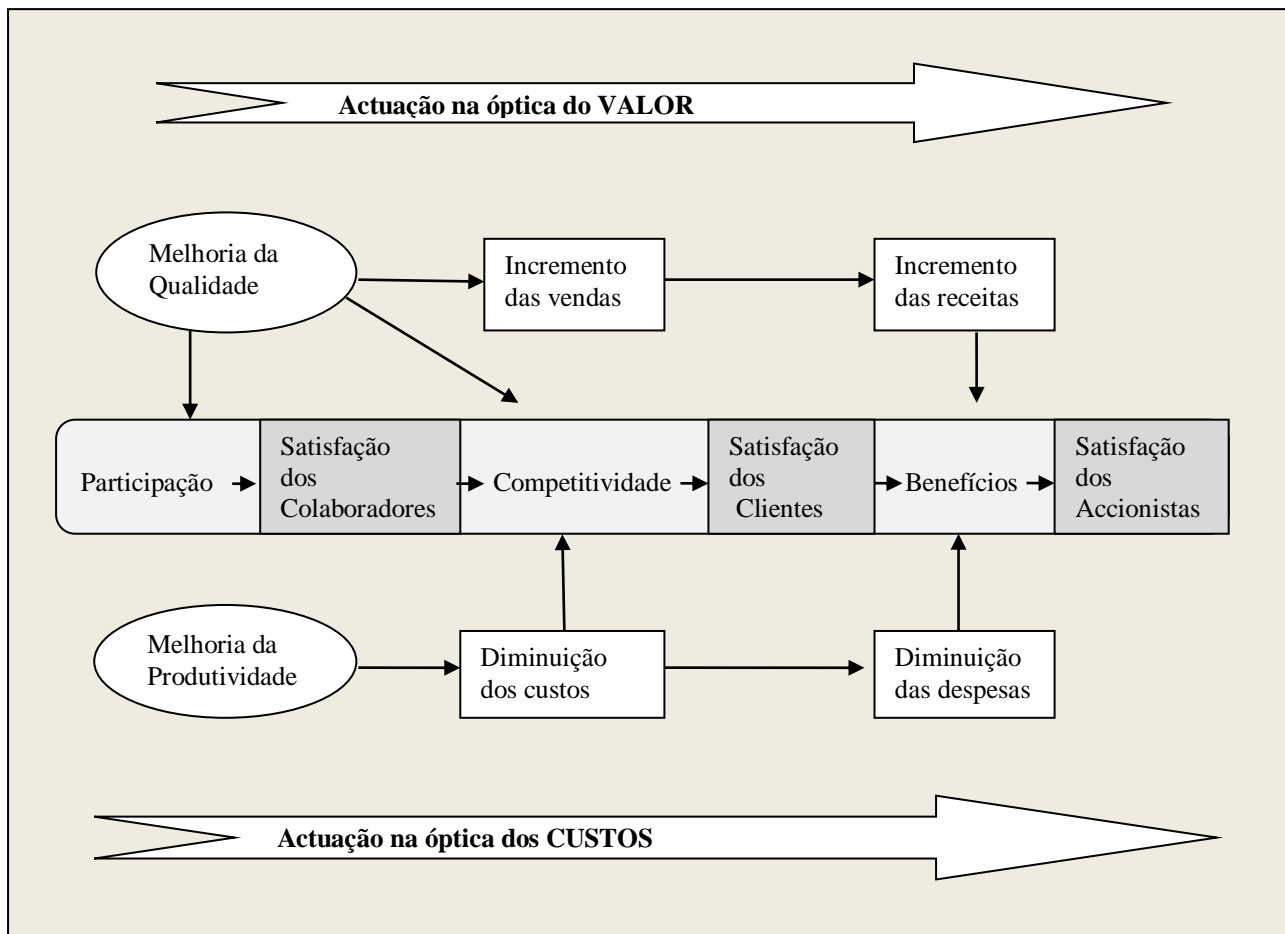 Actuação na óptica do VALOR
Melhoria da
Qualidade
Incremento
das vendas
Incremento
das receitas
Participação
Satisfação
dos
Colaboradores
Competitividade
Satisfação
dos
Clientes
Benefícios
Satisfação
dos
Accionistas
Melhoria da
Produtividade
Diminuição
dos custos
Diminuição
das despesas
Actuação na óptica dos CUSTOS